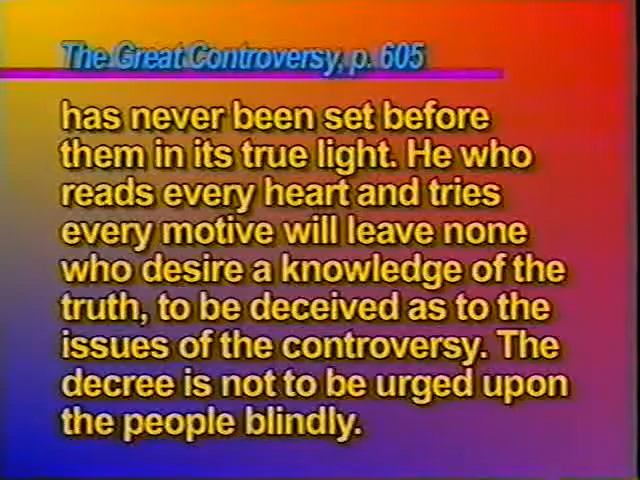 The Great Controversy, p. 605
has never been set before
them in its true light. He who
reads every heart and tries
every motive will leave none
who desire a knowledge of the
truth, to be deceived as to the
issues of the controversy. The
decree is not to be urged upon
the people blindly.